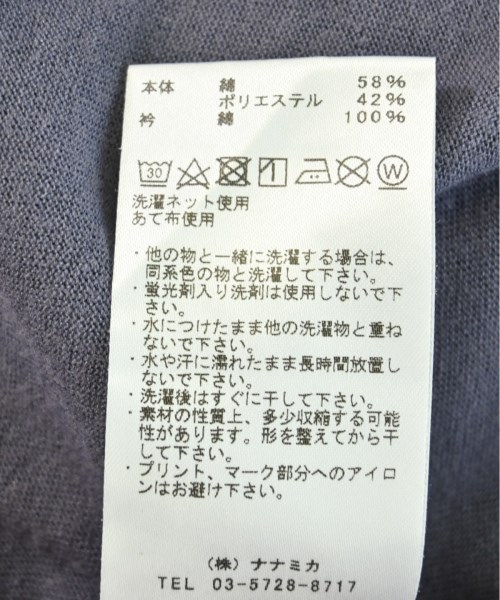 本体 綿 58%
ポリエステル 42%
衿 綿 100%
30 W
洗濯ネット使用
あて布使用
・他の物と一緒に洗濯する場合は、
同系色の物と洗濯して下さい。
・蛍光剤入り洗剤は使用しないで下
さい。
・水につけたまま他の洗濯物と重ね
ないで下さい。
・水や汗に濡れたまま長時間放置し
ないで下さい。
・洗濯後はすぐに干して下さい。
・素材の性質上、多少収縮する可能
性があります。形を整えてから干
して下さい。
・プリント、マーク部分へのアイロ
ンはお避け下さい。
(株) ナナミカ
TEL 03-5728-8717